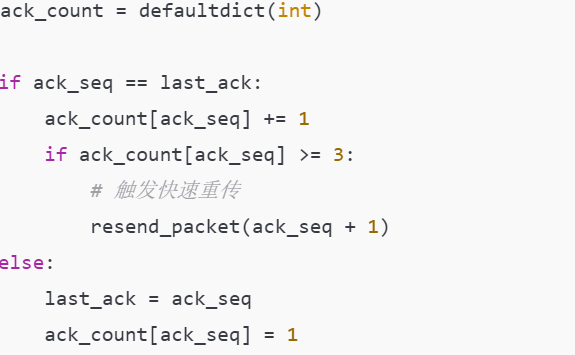 ack_count = defaultdict(int)
if ack_seq == last_ack:
    ack_count[ack_seq] += 1
    if ack_count[ack_seq] >= 3:
        # 触发快速重传
        resend_packet(ack_seq + 1)
else:
    last_ack = ack_seq
    ack_count[ack_seq] = 1